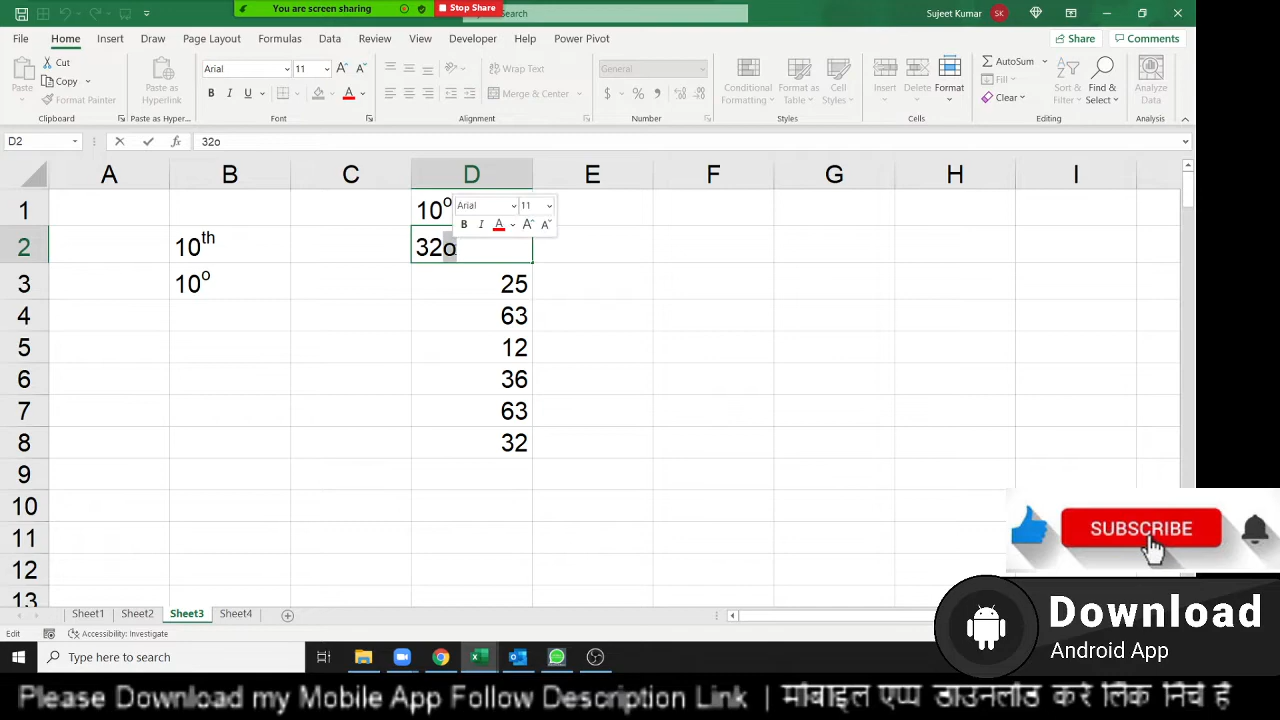 You are screen sharing
Stop Share
Search
Sujeet Kumar
SK
File
Home
Insert
Draw
Page Layout
Formulas
Data
Review
View
Developer
Help
Power Pivot
Share
Comments
Paste
Cut
Copy
Format Painter
Clipboard
Paste as Hyperlink
Paste as Hyper...
Arial
11
Font
Wrap Text
Merge & Center
Alignment
General
Number
Conditional Formatting
Format as Table
Cell Styles
Styles
Insert
Delete
Format
Cells
AutoSum
Fill
Clear
Sort & Filter
Find & Select
Editing
Analyze Data
Analysis
D2
32o
A B C D E F G H I
1 10º
Arial 11
2 10th 32o
3 10º 25
4 63
5 12
6 36
7 63
8 32
9
10
11
12
13
SUBSCRIBE
Download
Android App
Sheet1 Sheet2 Sheet3 Sheet4
Edit
Accessibility: Investigate
Type here to search
Please Download my Mobile App Follow Description Link | मोबाइल एप्प डाउनलोड करे लिंक निचे है